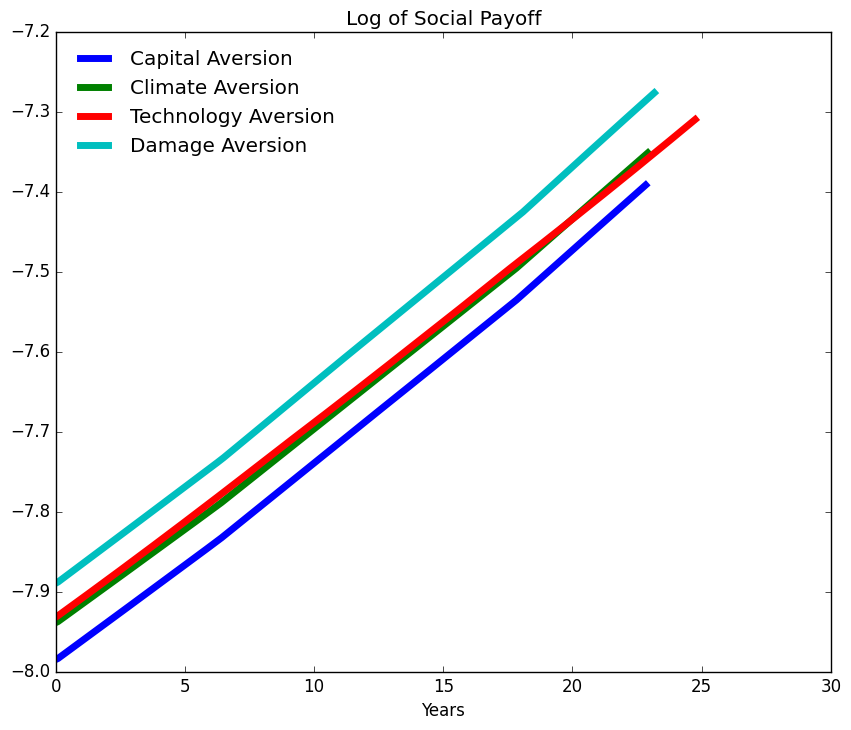 Log of Social Payoff
−7.2
−7.3
−7.4
−7.5
−7.6
−7.7
−7.8
−7.9
−8.0
Capital Aversion
Climate Aversion
Technology Aversion
Damage Aversion
0 5 10 15 20 25 30
Years